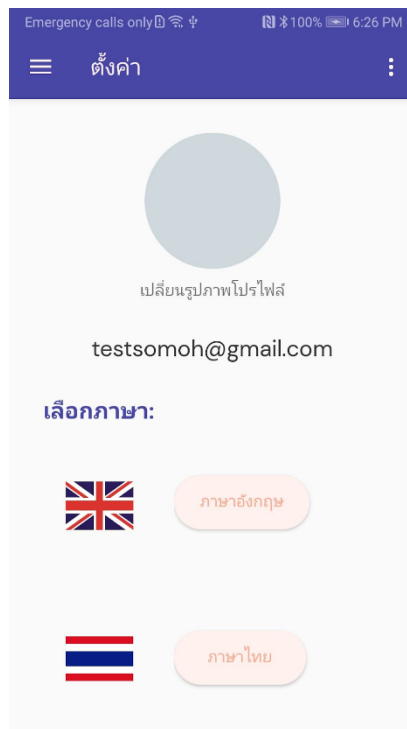 Emergency calls only 100% 6:26 PM
ตั้งค่า
เปลี่ยนรูปภาพโปรไฟล์
testsomoh@gmail.com
เลือกภาษา:
ภาษาอังกฤษ
ภาษาไทย